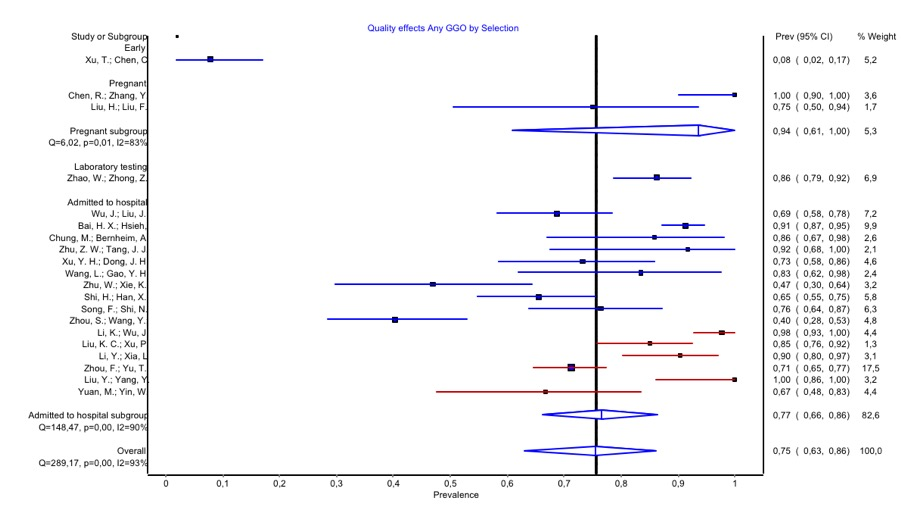 Quality effects Any GGO by Selection
Study or Subgroup Prev (95% CI) % Weight
Early
Xu, T.; Chen, C 0,08 ( 0,02, 0,17) 5,2
Pregnant
Chen, R.; Zhang, Y. 1,00 ( 0,90, 1,00) 3,6
Liu, H.; Liu, F. 0,75 ( 0,50, 0,94) 1,7
Pregnant subgroup 0,94 ( 0,61, 1,00) 5,3
Q=6,02, p=0,01, I2=83%
Laboratory testing
Zhao, W.; Zhong, Z. 0,86 ( 0,79, 0,92) 6,9
Admitted to hospital
Wu, J.; Liu, J. 0,69 ( 0,58, 0,78) 7,2
Bai, H. X.; Hsieh, 0,91 ( 0,87, 0,95) 9,9
Chung, M.; Bernheim, A 0,86 ( 0,67, 0,98) 2,6
Zhu, Z. W.; Tang, J. J 0,92 ( 0,68, 1,00) 2,1
Xu, Y. H.; Dong, J. H 0,73 ( 0,58, 0,86) 4,6
Wang, L.; Gao, Y. H 0,83 ( 0,62, 0,98) 2,4
Zhu, W.; Xie, K. 0,47 ( 0,30, 0,64) 3,2
Shi, H.; Han, X. 0,65 ( 0,55, 0,75) 5,8
Song, F.; Shi, N. 0,76 ( 0,64, 0,87) 6,3
Zhou, S.; Wang, Y. 0,40 ( 0,28, 0,53) 4,8
Li, K.; Wu, J 0,98 ( 0,93, 1,00) 4,4
Liu, K. C.; Xu, P 0,85 ( 0,76, 0,92) 1,3
Li, Y.; Xia, L 0,90 ( 0,80, 0,97) 3,1
Zhou, F.; Yu, T. 0,71 ( 0,65, 0,77) 17,5
Liu, Y.; Yang, Y. 1,00 ( 0,86, 1,00) 3,2
Yuan, M.; Yin, W. 0,67 ( 0,48, 0,83) 4,4
Admitted to hospital subgroup 0,77 ( 0,66, 0,86) 82,6
Q=148,47, p=0,00, I2=90%
Overall 0,75 ( 0,63, 0,86) 100,0
Q=289,17, p=0,00, I2=93%
0 0,1 0,2 0,3 0,4 0,5 0,6 0,7 0,8 0,9 1
Prevalence